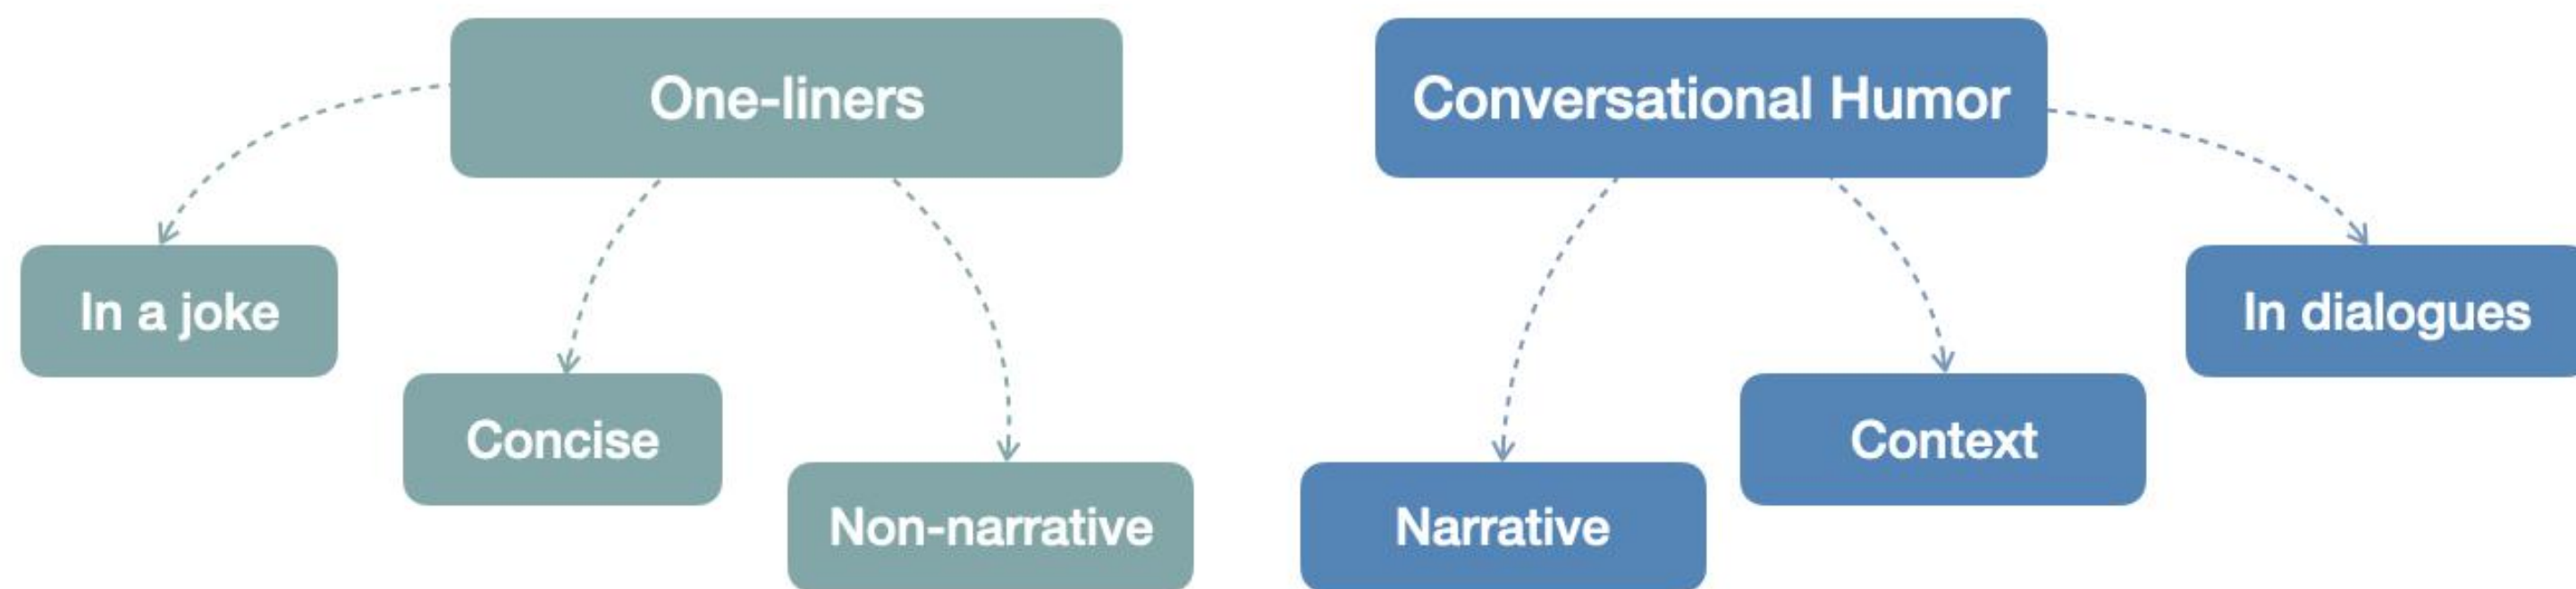 One-liners
Conversational Humor
In a joke
In dialogues
Concise
Context
Non-narrative
Narrative